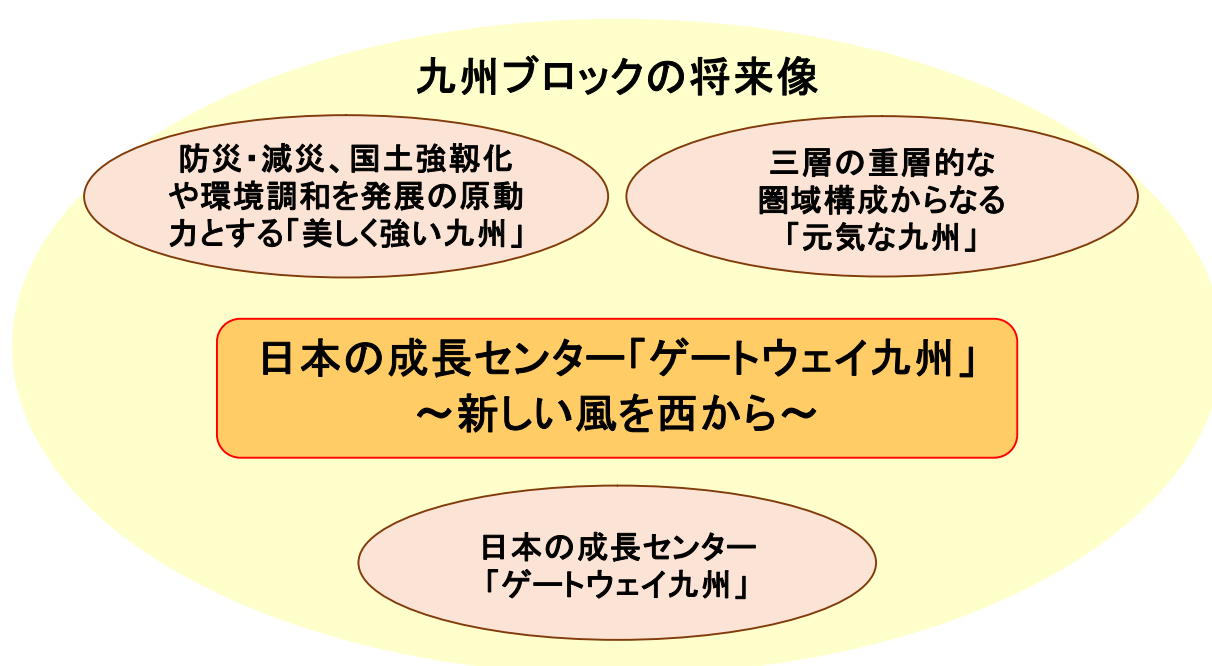 九州ブロックの将来像
防災・減災、国土強靱化
や環境調和を発展の原動
力とする「美しく強い九州」
三層の重層的な
圏域構成からなる
「元気な九州」
日本の成長センター「ゲートウェイ九州」
～新しい風を西から～
日本の成長センター
「ゲートウェイ九州」